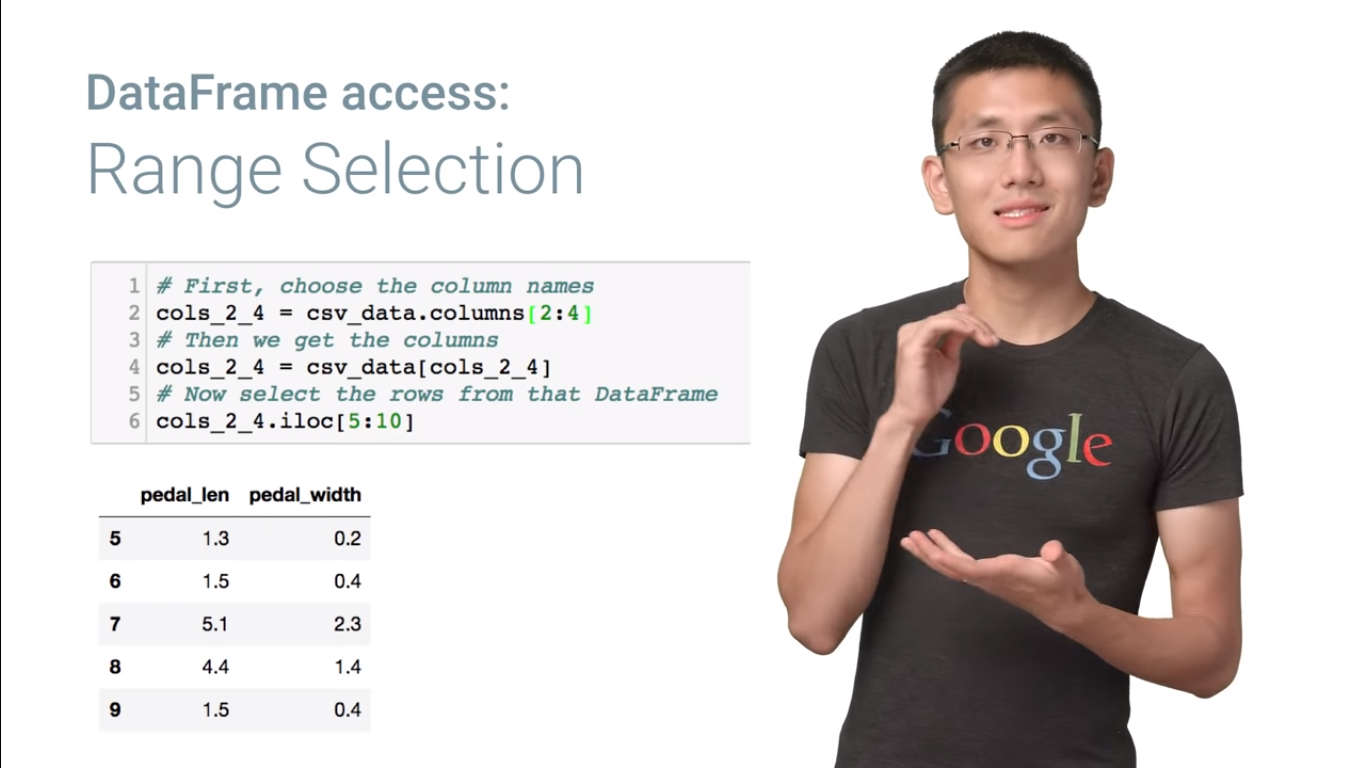 DataFrame access:
Range Selection
1 # First, choose the column names
2 cols_2_4 = csv_data.columns[2:4]
3 # Then we get the columns
4 cols_2_4 = csv_data[cols_2_4]
5 # Now select the rows from that DataFrame
6 cols_2_4.iloc[5:10]
pedal_len pedal_width
5 1.3 0.2
6 1.5 0.4
7 5.1 2.3
8 4.4 1.4
9 1.5 0.4
Google